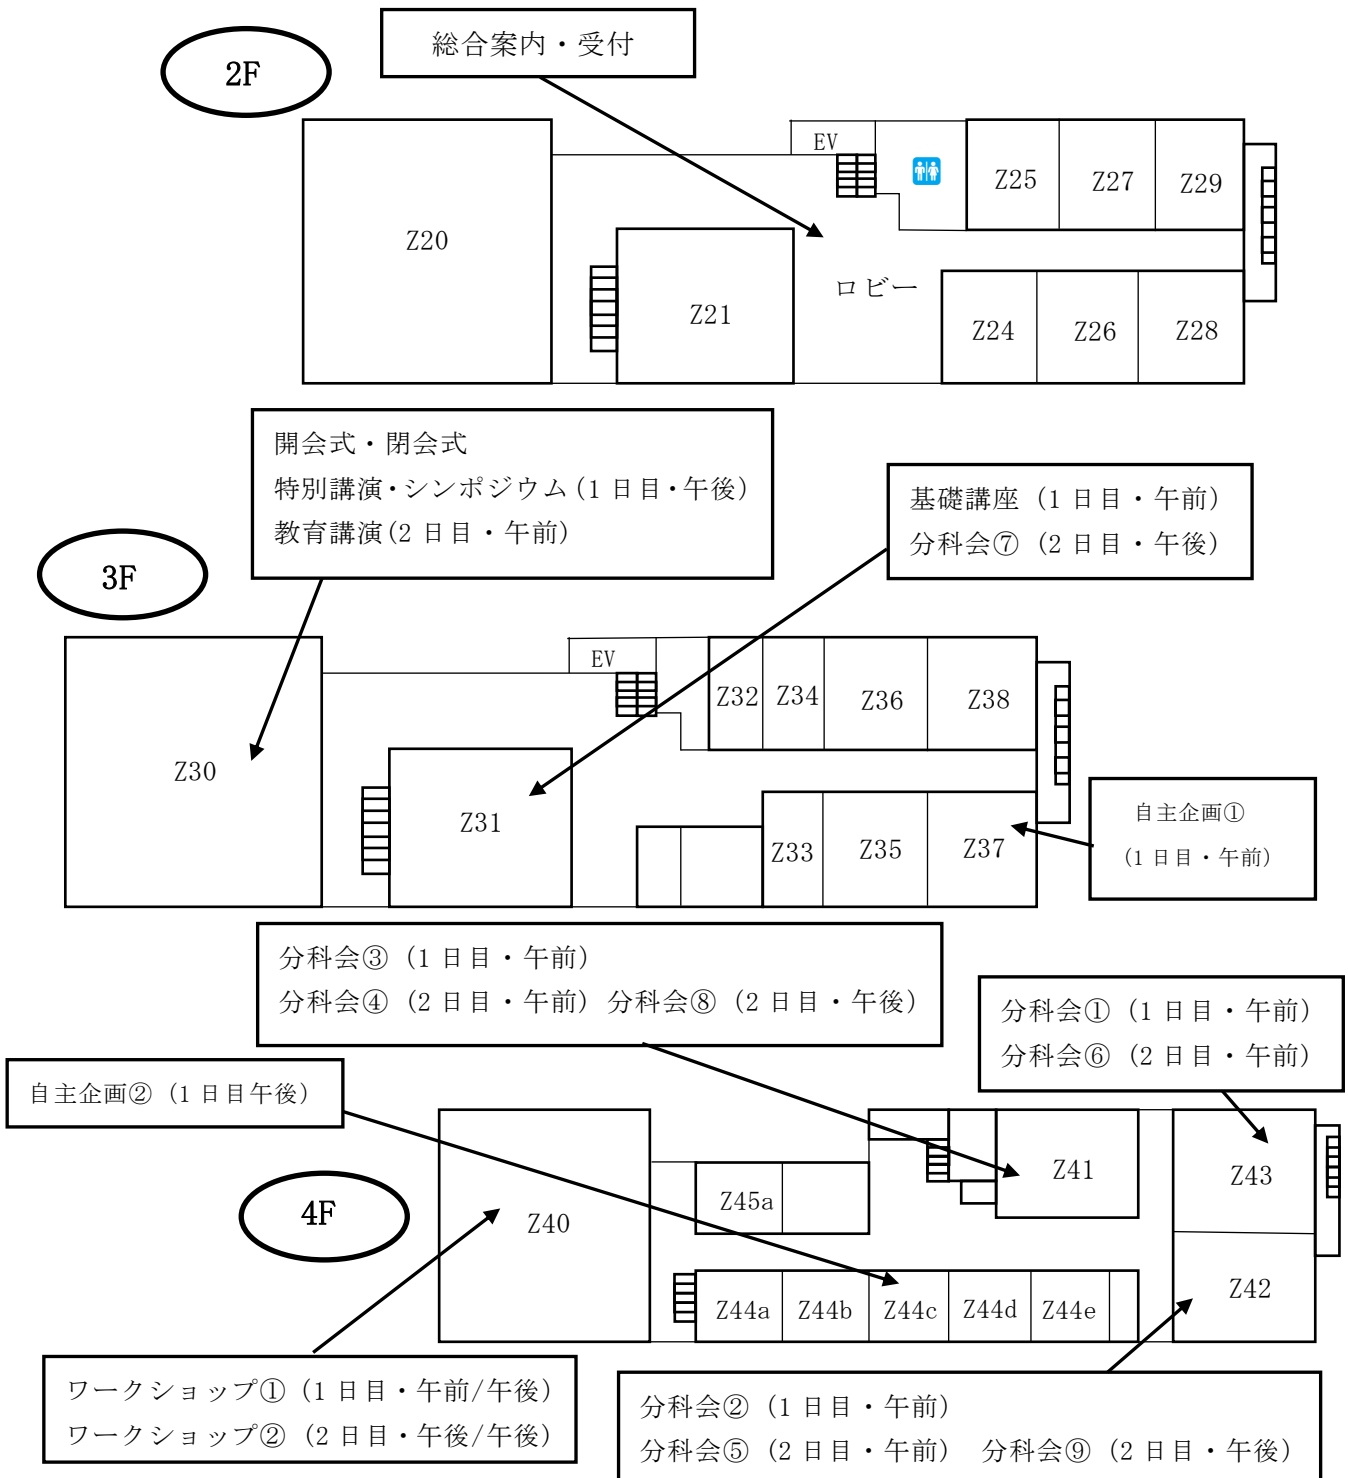 総合案内・受付
2F
EV
Z25
Z27
Z29
Z20
Z21
ロビー
Z24
Z26
Z28
開会式・閉会式
特別講演・シンポジウム(1日目・午後)
教育講演(2日目・午前)
基礎講座(1日目・午前)
分科会⑦(2日目・午後)
3F
EV
Z32
Z34
Z36
Z38
Z30
Z31
Z33
Z35
Z37
自主企画①
(1日目・午前)
分科会③(1日目・午前)
分科会④(2日目・午前) 分科会⑧(2日目・午後)
分科会①(1日目・午前)
分科会⑥(2日目・午前)
自主企画②(1日目午後)
4F
Z40
Z45a
Z41
Z43
Z44a
Z44b
Z44c
Z44d
Z44e
Z42
ワークショップ①(1日目・午前/午後)
ワークショップ②(2日目・午後/午後)
分科会②(1日目・午前)
分科会⑤(2日目・午前) 分科会⑨(2日目・午後)